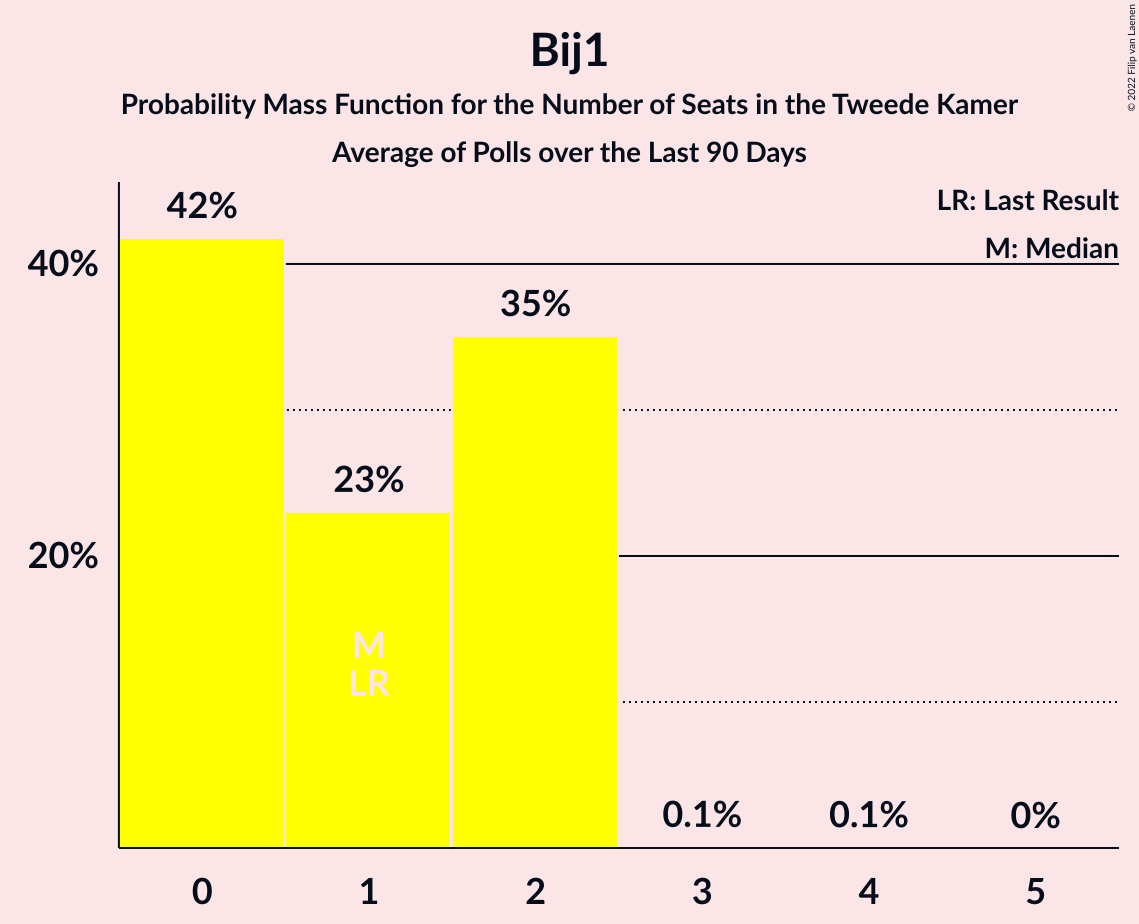 Bij1
Probability Mass Function for the Number of Seats in the Tweede Kamer
Average of Polls over the Last 90 Days
© 2022 Filip van Laenen
LR: Last Result
M: Median
42%
40%
35%
23%
20%
M
LR
0.1%
0.1%
0%
0
1
2
3
4
5